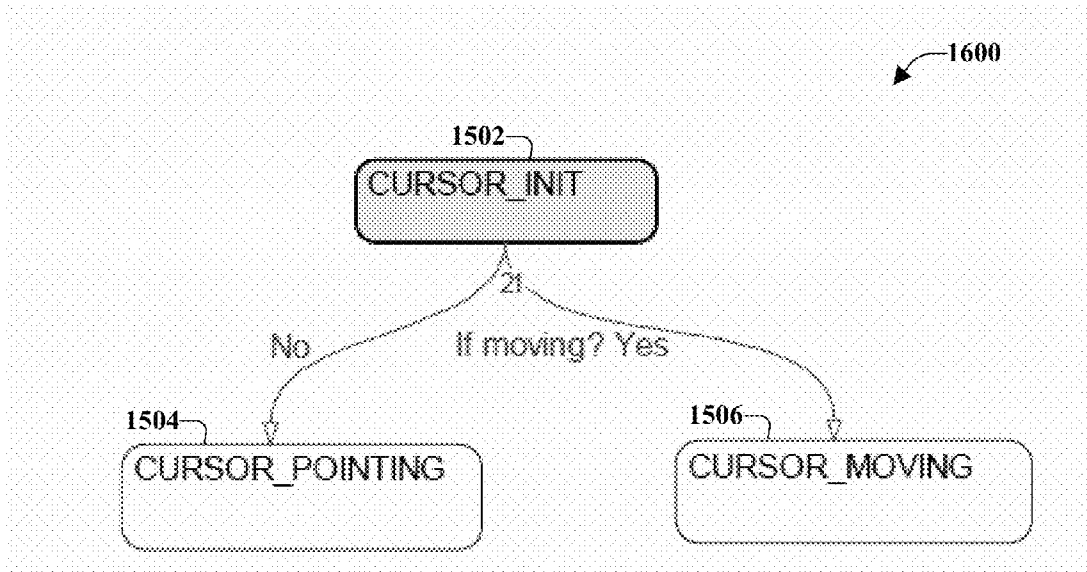 1600
1502
CURSOR_INIT
21
No
If moving? Yes
1504
CURSOR_POINTING
1506
CURSOR_MOVING